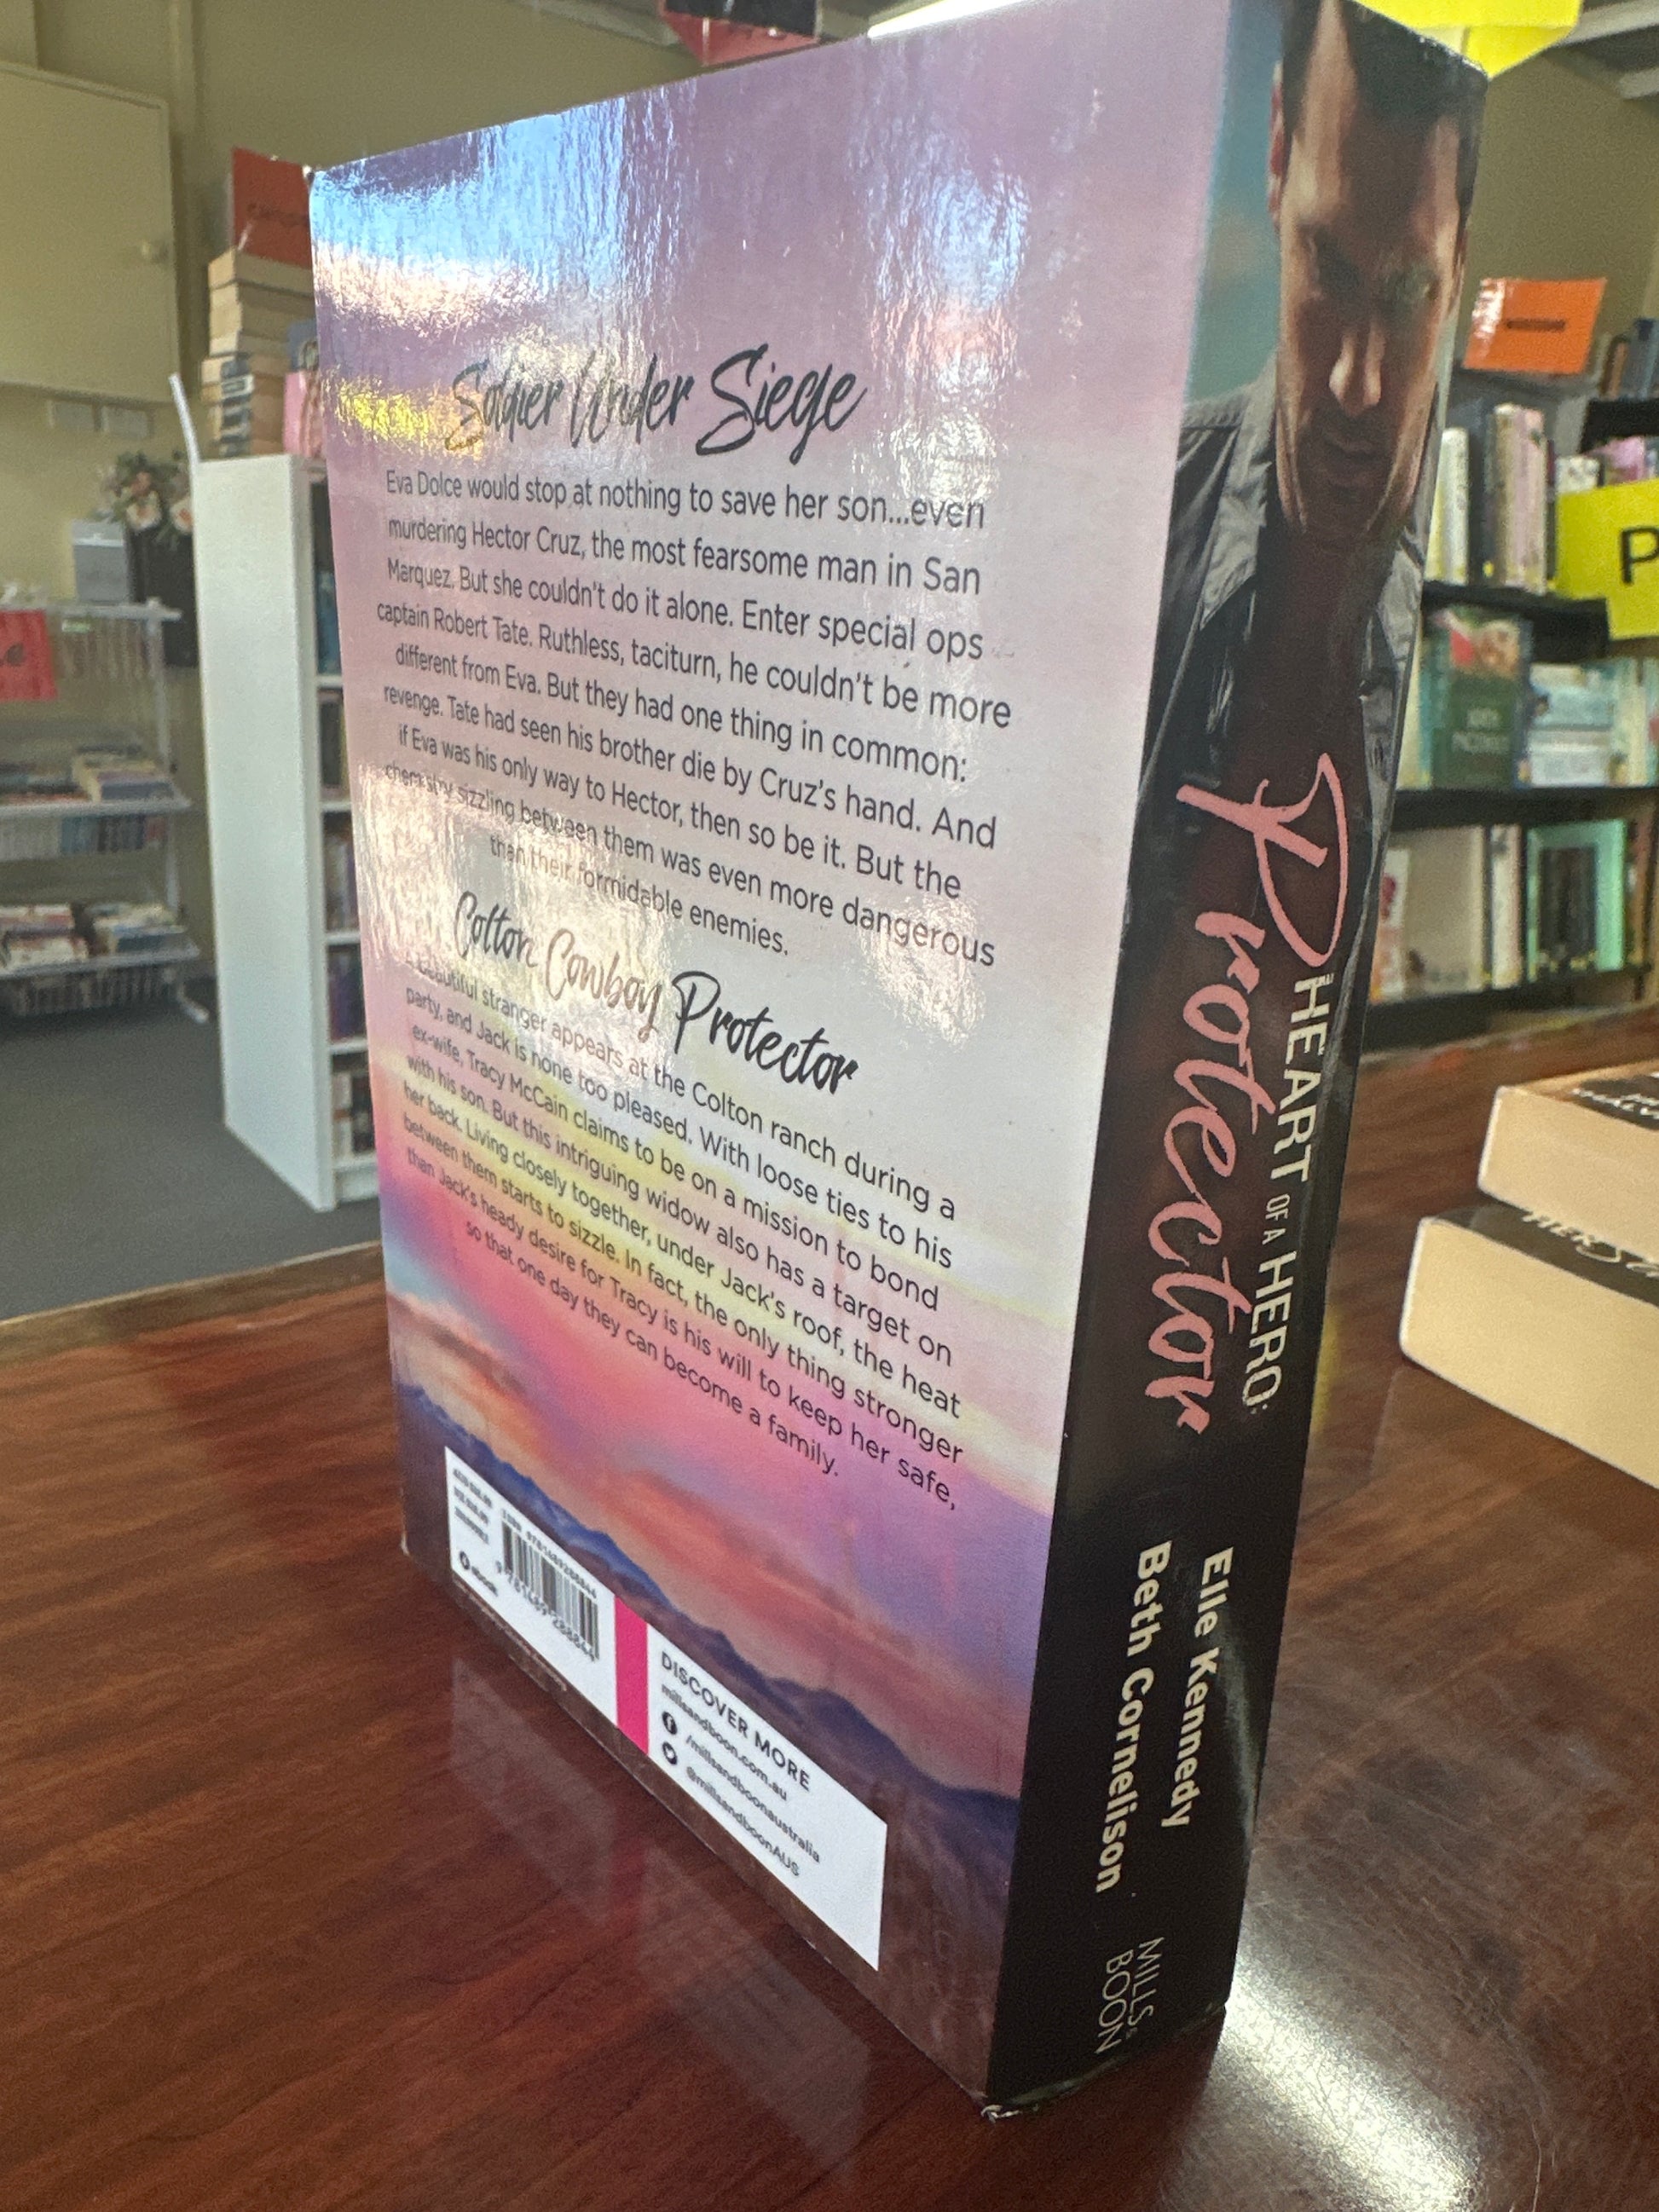 Soldier Under Siege
Eva Dolce would stop at nothing to save her son...even
murdering Hector Cruz, the most fearsome man in San
Marquez. But she couldn't do it alone. Enter special ops
captain Robert Tate. Ruthless, taciturn, he couldn't be more
different from Eva. But they had one thing in common:
revenge. Tate had seen his brother die by Cruz's hand. And
if Eva was his only way to Hector, then so be it. But the
chemistry sizzling between them was even more dangerous
than their formidable enemies.
Colton Cowboy Protector
beautiful stranger appears at the Colton ranch during a
party, and Jack is none too pleased. With loose ties to his
ex-wife, Tracy McCain claims to be on a mission to bond
with his son. But this intriguing widow also has a target on
her back. Living closely together, under Jack's roof, the heat
between them starts to sizzle. In fact, the only thing stronger
than Jack's heady desire for Tracy is his will to keep her safe,
so that one day they can become a family.
ISBN 9781489288844
9 781489 288844
ebook
DISCOVER MORE
millsandboon.com.au
/millsandboonaustralia
@millsandboonAUS
HEART OF A HERO:
Protector
Elle Kennedy
Beth Cornelison
MILLS &
BOON
P